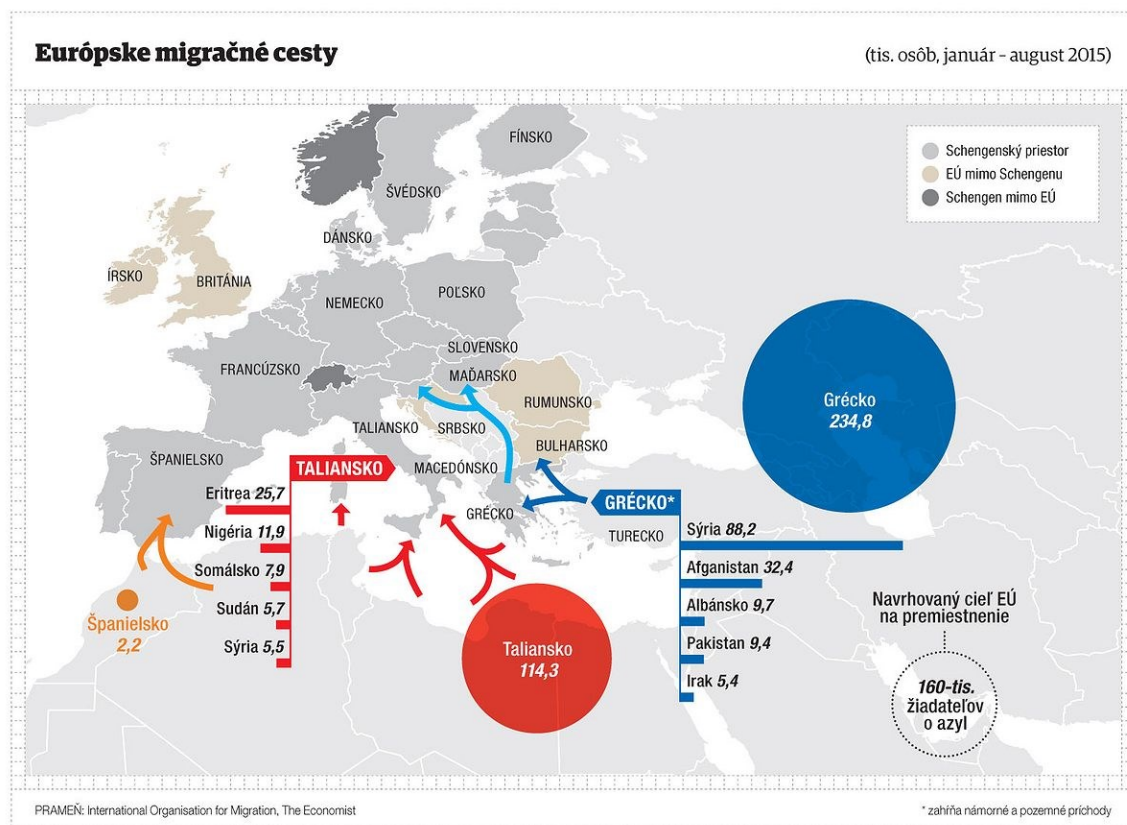 Európske migračné cesty
(tis. osôb, január – august 2015)
Schengenský priestor
EÚ mimo Schengenu
Schengen mimo EÚ
FÍNSKO
ŠVÉDSKO
DÁNSKO
ÍRSKO
BRITÁNIA
NEMECKO
POĽSKO
SLOVENSKO
FRANCÚZSKO
MAĎARSKO
RUMUNSKO
TALIANSKO
SRBSKO
BULHARSKO
ŠPANIELSKO
MACEDÓNSKO
GRÉCKO
TURECKO
Grécko
234,8
TALIANSKO
Eritrea 25,7
Nigéria 11,9
Somálsko 7,9
Sudán 5,7
Sýria 5,5
Španielsko
2,2
Taliansko
114,3
GRÉCKO*
Sýria 88,2
Afganistan 32,4
Albánsko 9,7
Pakistan 9,4
Irak 5,4
Navrhovaný cieľ EÚ
na premiestnenie
160-tis.
žiadateľov
o azyl
PRAMEŇ: International Organisation for Migration, The Economist
* zahŕňa námorné a pozemné príchody